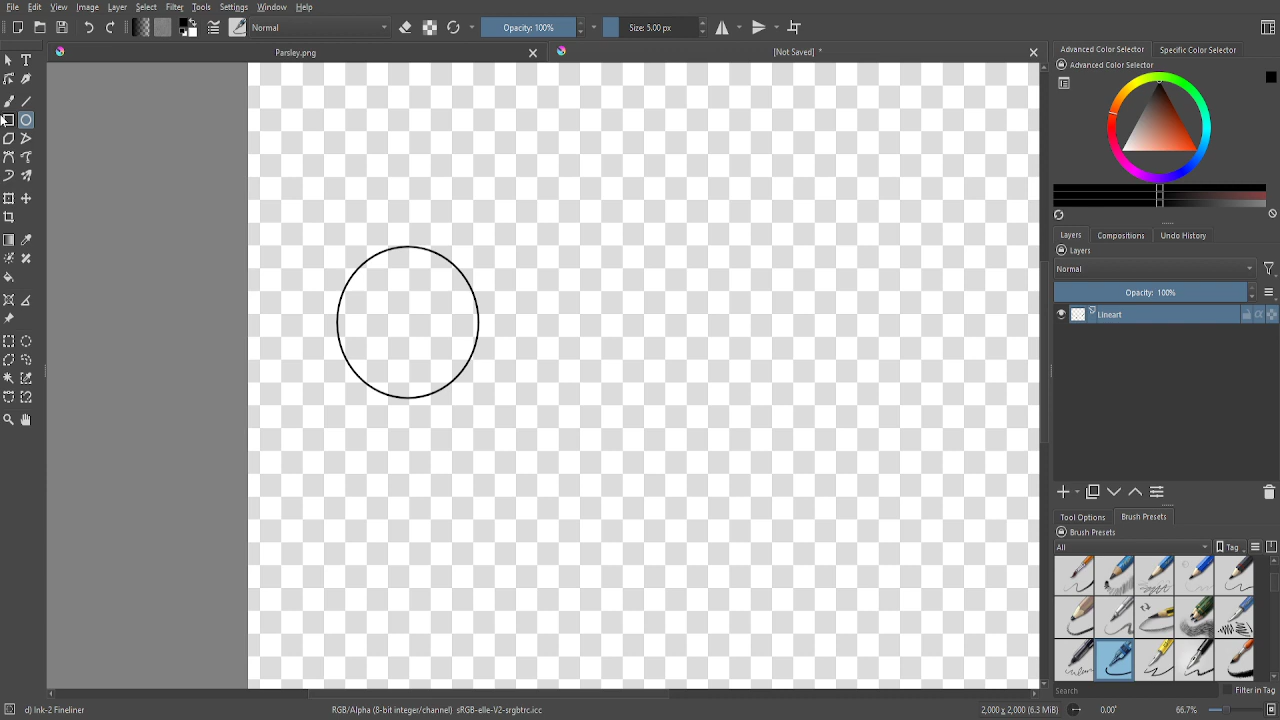 File Edit View Image Layer Select Filter Tools Settings Window Help
Normal Opacity: 100% Size: 5.00 px
Parsley.png [Not Saved] *
Advanced Color Selector Specific Color Selector
Advanced Color Selector
Layers Compositions Undo History
Layers
Normal
Opacity: 100%
Lineart
Tool Options Brush Presets
Brush Presets
All Tag
Search Filter in Tag
d) Ink-2 Fineliner RGB/Alpha (8-bit integer/channel) sRGB-elle-V2-srgbtrc.icc 2,000 x 2,000 (6.3 MiB) 0.00° 66.7%